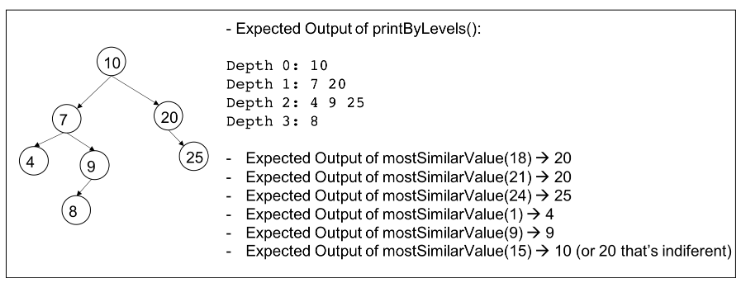 - Expected Output of printByLevels():
Depth 0: 10
Depth 1: 7 20
Depth 2: 4 9 25
Depth 3: 8
10
7
20
4
9
25
8
- Expected Output of mostSimilarValue(18) → 20
- Expected Output of mostSimilarValue(21) → 20
- Expected Output of mostSimilarValue(24) → 25
- Expected Output of mostSimilarValue(1) → 4
- Expected Output of mostSimilarValue(9) → 9
- Expected Output of mostSimilarValue(15) → 10 (or 20 that's indiferent)